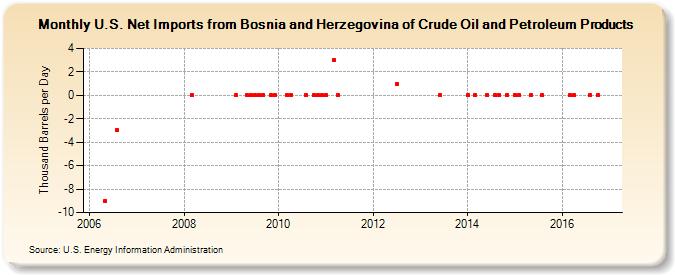 Monthly U.S. Net Imports from Bosnia and Herzegovina of Crude Oil and Petroleum Products
Thousand Barrels per Day
4
2
0
-2
-4
-6
-8
-10
2006 2008 2010 2012 2014 2016
Source: U.S. Energy Information Administration